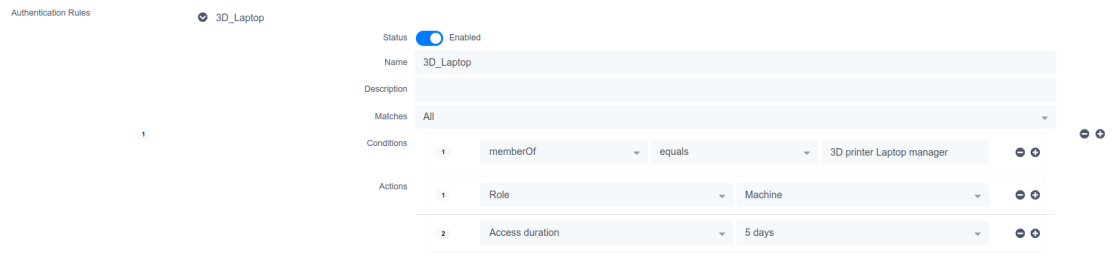 Authentication Rules
3D_Laptop
Status Enabled
Name 3D_Laptop
Description
Matches All
1
Conditions
1 memberOf equals 3D printer Laptop manager
Actions
1 Role Machine
2 Access duration 5 days